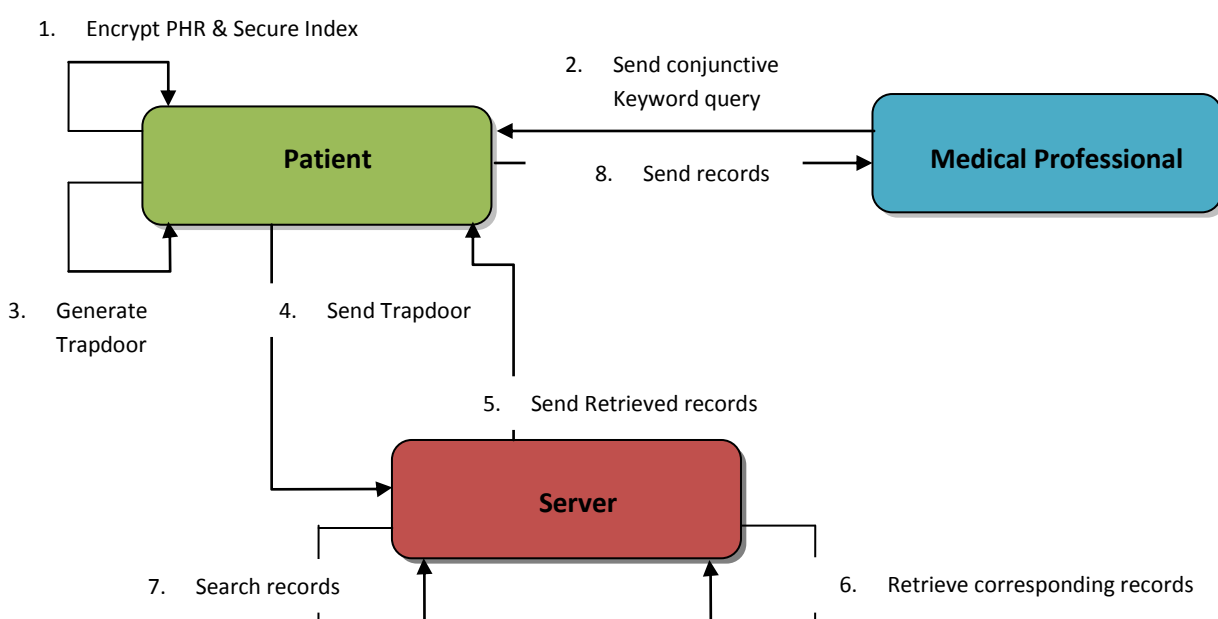 1. Encrypt PHR & Secure Index
2. Send conjunctive
Keyword query
Patient
Medical Professional
8. Send records
3. Generate
Trapdoor
4. Send Trapdoor
5. Send Retrieved records
Server
7. Search records
6. Retrieve corresponding records